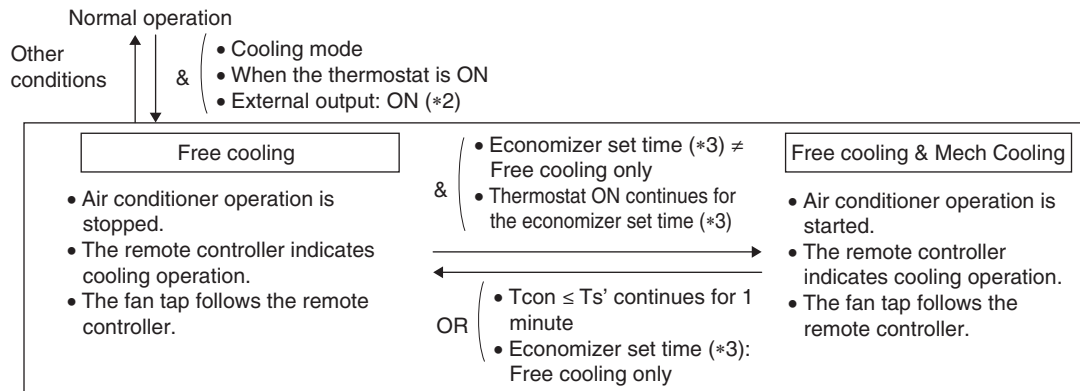 Normal operation
Other
conditions
&
• Cooling mode
• When the thermostat is ON
• External output: ON (*2)
Free cooling
• Air conditioner operation is
stopped.
• The remote controller indicates
cooling operation.
• The fan tap follows the remote
controller.
&
• Economizer set time (*3) ≠
Free cooling only
• Thermostat ON continues for
the economizer set time (*3)
OR
• Tcon ≤ Ts’ continues for 1
minute
• Economizer set time (*3):
Free cooling only
Free cooling & Mech Cooling
• Air conditioner operation is
started.
• The remote controller
indicates cooling operation.
• The fan tap follows the
remote controller.